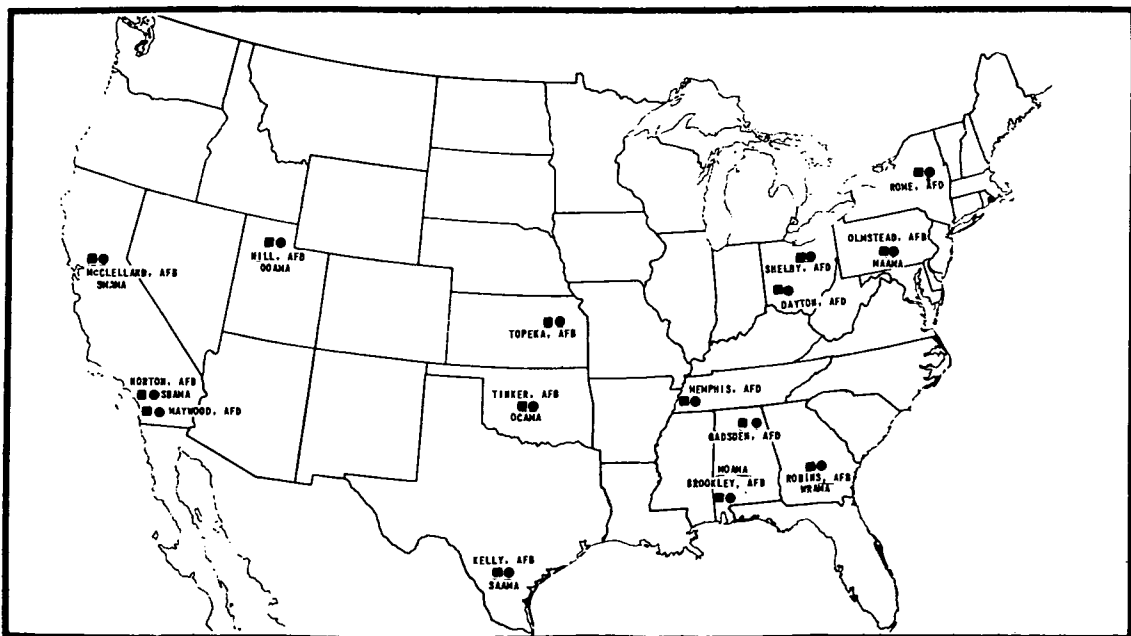 ROME, AFD
OLMSTEAD, AFB
MAAMA
SHELBY, AFD
DAYTON, AFD
HILL, AFB
OOAMA
McCLELLAND, AFB
SMAMA
TOPEKA, AFB
NORTON, AFB
SBAMA
MAYWOOD, AFD
TINKER, AFB
OCAMA
MEMPHIS, AFD
GADSDEN, AFD
MOAMA
BROOKLEY, AFB
ROBINS, AFB
WRAMA
KELLY, AFB
SAAMA